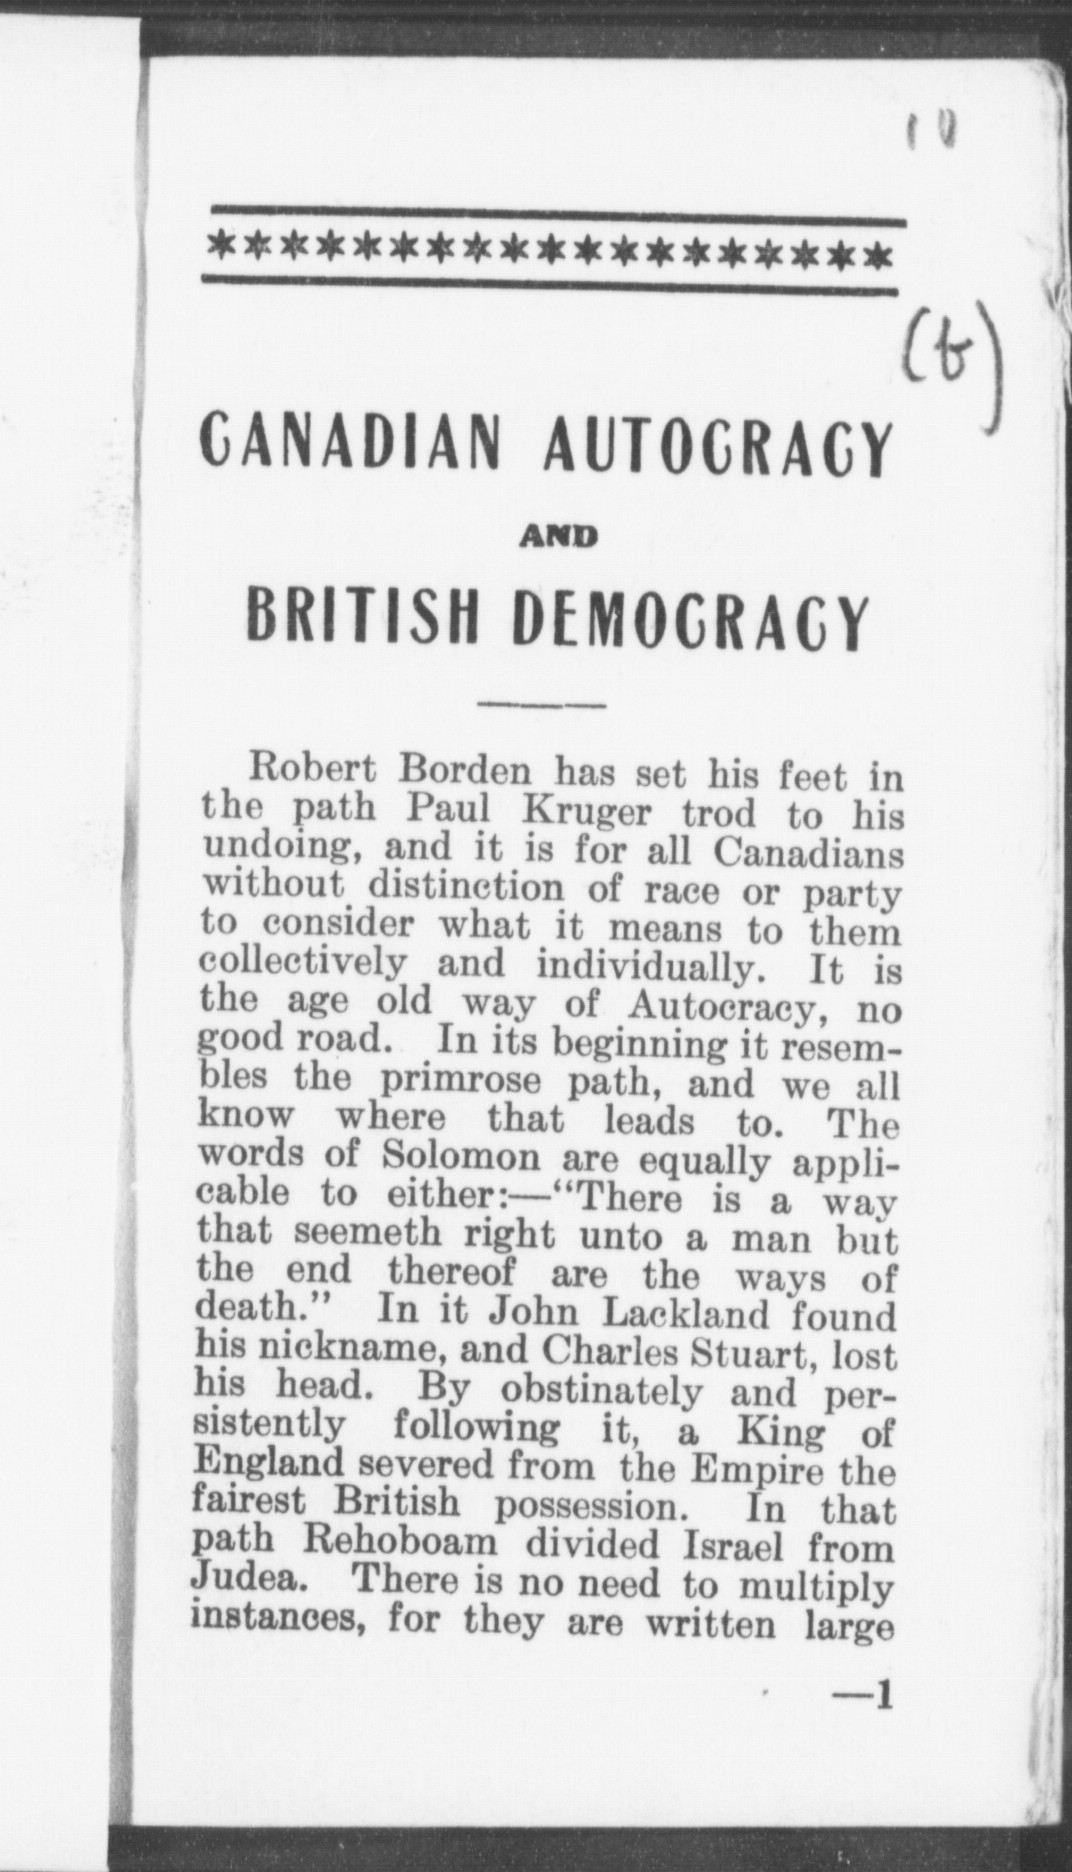 10
* * * * * * * * * * * * * * * * * * *
(b)
CANADIAN AUTOCRACY
AND
BRITISH DEMOCRACY
Robert Borden has set his feet in
the path Paul Kruger trod to his
undoing, and it is for all Canadians
without distinction of race or party
to consider what it means to them
collectively and individually. It is
the age old way of Autocracy, no
good road. In its beginning it resem-
bles the primrose path, and we all
know where that leads to. The
words of Solomon are equally appli-
cable to either:—“There is a way
that seemeth right unto a man but
the end thereof are the ways of
death.” In it John Lackland found
his nickname, and Charles Stuart, lost
his head. By obstinately and per-
sistently following it, a King of
England severed from the Empire the
fairest British possession. In that
path Rehoboam divided Israel from
Judea. There is no need to multiply
instances, for they are written large
—1